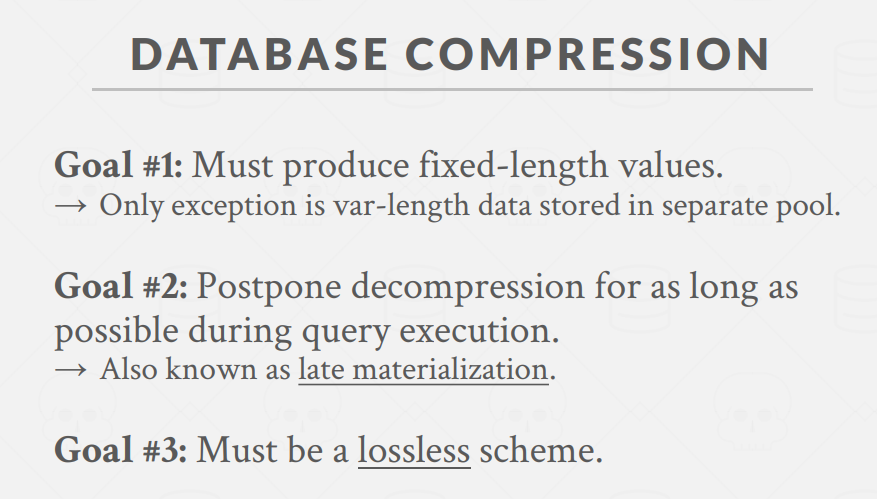 DATABASE COMPRESSION
Goal #1: Must produce fixed-length values.
→ Only exception is var-length data stored in separate pool.
Goal #2: Postpone decompression for as long as
possible during query execution.
→ Also known as late materialization.
Goal #3: Must be a lossless scheme.